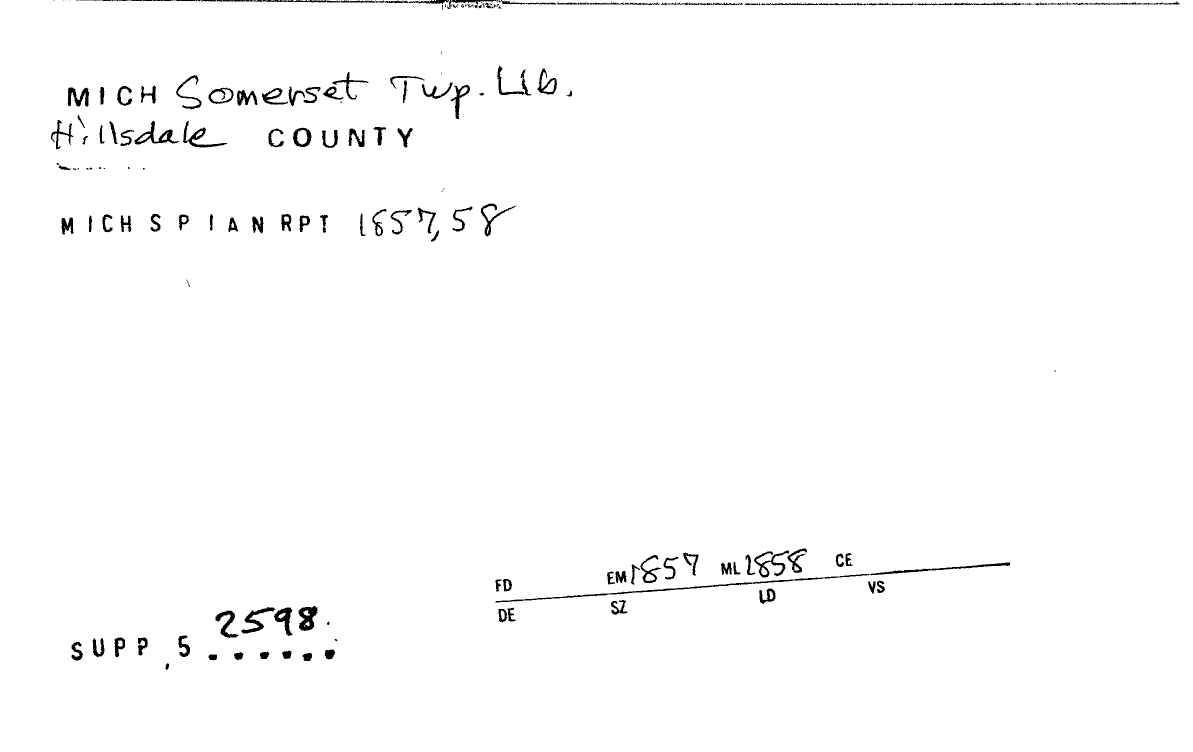 MICH Somerset Twp. Lib.
Hillsdale COUNTY
MICH S P I AN RPT 1857,58
FD EM 1857 ML 1858 CE
DE SZ LD VS
2598.
SUPP,5 ......